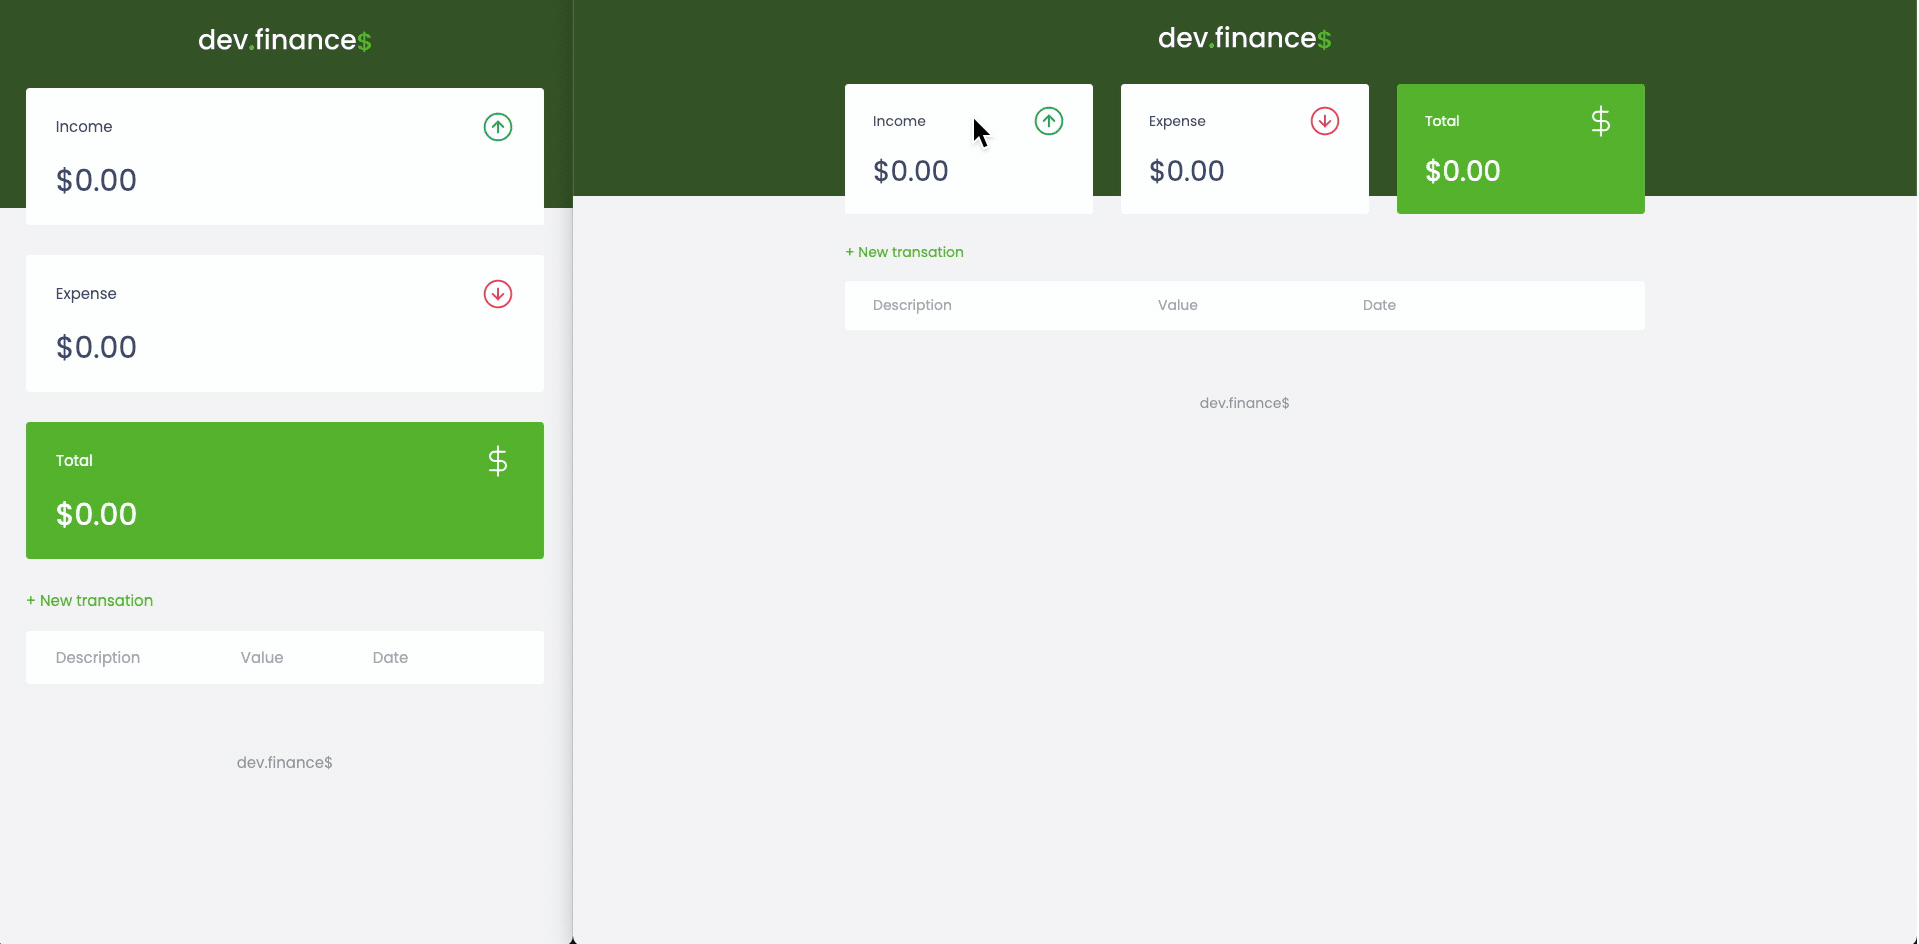 dev.finance$
Income
$0.00
Expense
$0.00
Total
$
$0.00
+ New transation
Description Value Date
dev.finance$
dev.finance$
Income Expense Total $
$0.00 $0.00 $0.00
+ New transation
Description Value Date
dev.finance$